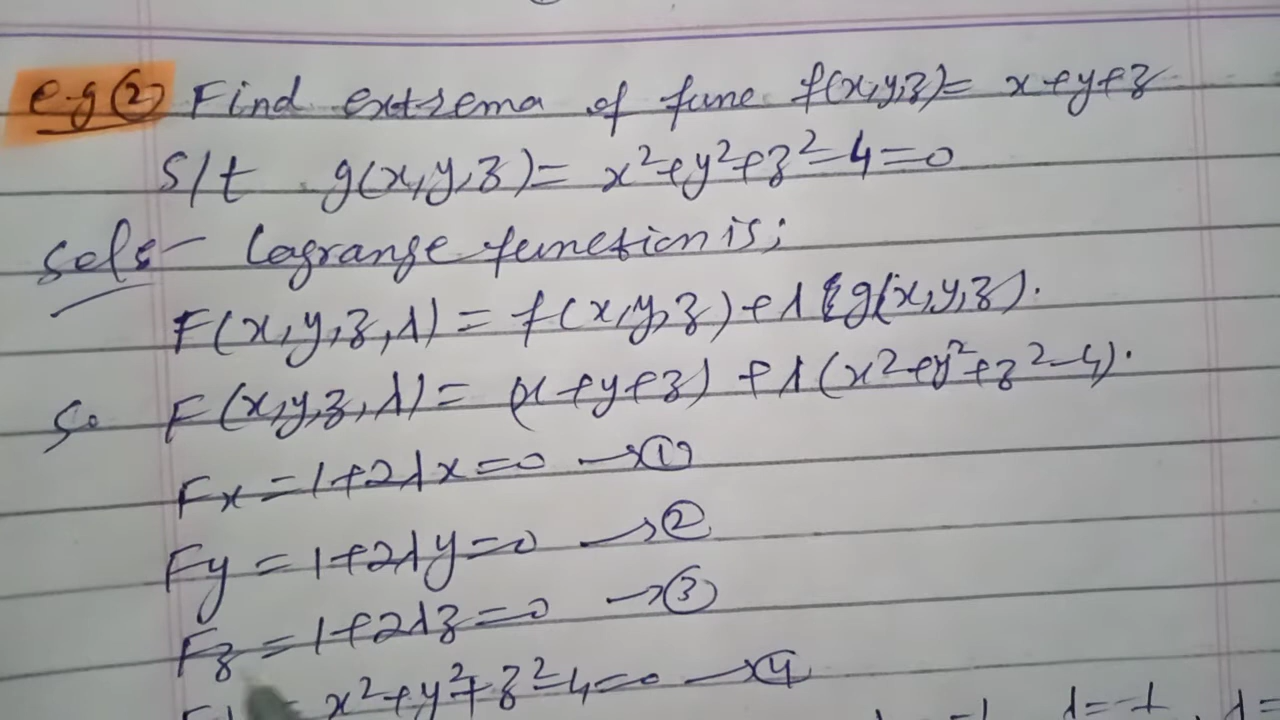 e.g (2) Find extrema of func f(x,y,z)= x+y+z
S/t g(x,y,z)= x²+y²+z²-4=0
Sol:- Lagrange function is;
F(x,y,z,λ) = f(x,y,z)+λ g(x,y,z).
So F(x,y,z,λ)= (x+y+z) +λ(x²+y²+z²-4).
Fx =1+2λx=0 →①
Fy =1+2λy=0 →②
Fz =1+2λz=0 →③
= x²+y²+z²-4=0 →④